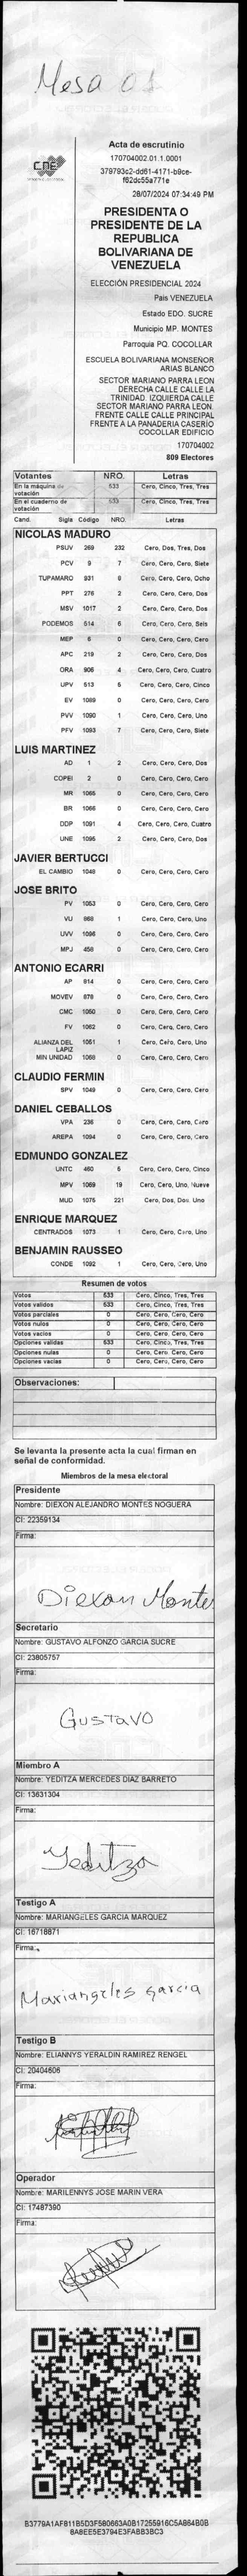 Mesa 01
CNE
Acta de escrutinio
170704002.01.1.0001
379793c2-dd61-4171-b9ce-
f62dc55a771e
28/07/2024 07:34:49 PM
PRESIDENTA O
PRESIDENTE DE LA
REPUBLICA
BOLIVARIANA DE
VENEZUELA
ELECCIÓN PRESIDENCIAL 2024
Pais VENEZUELA
Estado EDO. SUCRE
Municipio MP. MONTES
Parroquia PQ. COCOLLAR
ESCUELA BOLIVARIANA MONSEÑOR
ARIAS BLANCO
SECTOR MARIANO PARRA LEON
DERECHA CALLE CALLE LA
TRINIDAD. IZQUIERDA CALLE
SECTOR MARIANO PARRA LEON.
FRENTE CALLE CALLE PRINCIPAL
FRENTE A LA PANADERIA CASERÍO
COCOLLAR EDIFICIO
170704002
809 Electores
Votantes NRO. Letras
En la máquina de votación 533 Cero, Cinco, Tres, Tres
En el cuaderno de votación 533 Cero, Cinco, Tres, Tres
Cand. Sigla Código NRO. Letras
NICOLAS MADURO
PSUV 269 232 Cero, Dos, Tres, Dos
PCV 9 7 Cero, Cero, Cero, Siete
TUPAMARO 931 8 Cero, Cero, Cero, Ocho
PPT 276 2 Cero, Cero, Cero, Dos
MSV 1017 2 Cero, Cero, Cero, Dos
PODEMOS 514 6 Cero, Cero, Cero, Seis
MEP 6 0 Cero, Cero, Cero, Cero
APC 219 2 Cero, Cero, Cero, Dos
ORA 906 4 Cero, Cero, Cero, Cuatro
UPV 513 5 Cero, Cero, Cero, Cinco
EV 1089 0 Cero, Cero, Cero, Cero
PVV 1090 1 Cero, Cero, Cero, Uno
PFV 1093 7 Cero, Cero, Cero, Siete
LUIS MARTINEZ
AD 1 2 Cero, Cero, Cero, Dos
COPEI 2 0 Cero, Cero, Cero, Cero
MR 1065 0 Cero, Cero, Cero, Cero
BR 1066 0 Cero, Cero, Cero, Cero
DDP 1091 4 Cero, Cero, Cero, Cuatro
UNE 1095 2 Cero, Cero, Cero, Dos
JAVIER BERTUCCI
EL CAMBIO 1048 0 Cero, Cero, Cero, Cero
JOSE BRITO
PV 1053 0 Cero, Cero, Cero, Cero
VU 868 1 Cero, Cero, Cero, Uno
UVV 1096 0 Cero, Cero, Cero, Cero
MPJ 456 0 Cero, Cero, Cero, Cero
ANTONIO ECARRI
AP 914 0 Cero, Cero, Cero, Cero
MOVEV 878 0 Cero, Cero, Cero, Cero
CMC 1050 0 Cero, Cero, Cero, Cero
FV 1062 0 Cero, Cero, Cero, Cero
ALIANZA DEL LAPIZ 1051 1 Cero, Cero, Cero, Uno
MIN UNIDAD 1068 0 Cero, Cero, Cero, Cero
CLAUDIO FERMIN
SPV 1049 0 Cero, Cero, Cero, Cero
DANIEL CEBALLOS
VPA 236 0 Cero, Cero, Cero, Cero
AREPA 1094 0 Cero, Cero, Cero, Cero
EDMUNDO GONZALEZ
UNTC 460 5 Cero, Cero, Cero, Cinco
MPV 1069 19 Cero, Cero, Uno, Nueve
MUD 1075 221 Cero, Dos, Dos, Uno
ENRIQUE MARQUEZ
CENTRADOS 1073 1 Cero, Cero, Cero, Uno
BENJAMIN RAUSSEO
CONDE 1092 1 Cero, Cero, Cero, Uno
Resumen de votos
Votos 533 Cero, Cinco, Tres, Tres
Votos validos 533 Cero, Cinco, Tres, Tres
Votos parciales 0 Cero, Cero, Cero, Cero
Votos nulos 0 Cero, Cero, Cero, Cero
Votos vacios 0 Cero, Cero, Cero, Cero
Opciones validas 533 Cero, Cinco, Tres, Tres
Opciones nulas 0 Cero, Cero, Cero, Cero
Opciones vacias 0 Cero, Cero, Cero, Cero
Observaciones:
Se levanta la presente acta la cual firman en
señal de conformidad.
Miembros de la mesa electoral
Presidente
Nombre: DIEXON ALEJANDRO MONTES NOGUERA
CI: 22359134
Firma:
Diexon Montes
Secretario
Nombre: GUSTAVO ALFONZO GARCIA SUCRE
CI: 23805757
Firma:
GUSTAVO
Miembro A
Nombre: YEDITZA MERCEDES DIAZ BARRETO
CI: 13631304
Firma:
Yeditza
Testigo A
Nombre: MARIANGELES GARCIA MARQUEZ
CI: 16718871
Firma:
Mariangeles Garcia
Testigo B
Nombre: ELIANNYS YERALDIN RAMIREZ RENGEL
CI: 20404606
Firma:
Operador
Nombre: MARILENNYS JOSE MARIN VERA
CI: 17487390
Firma:
B3779A1AF811B5D3F580663A0B17255916C5A864B0B
8A8EE5E3794E3FABB3BC3